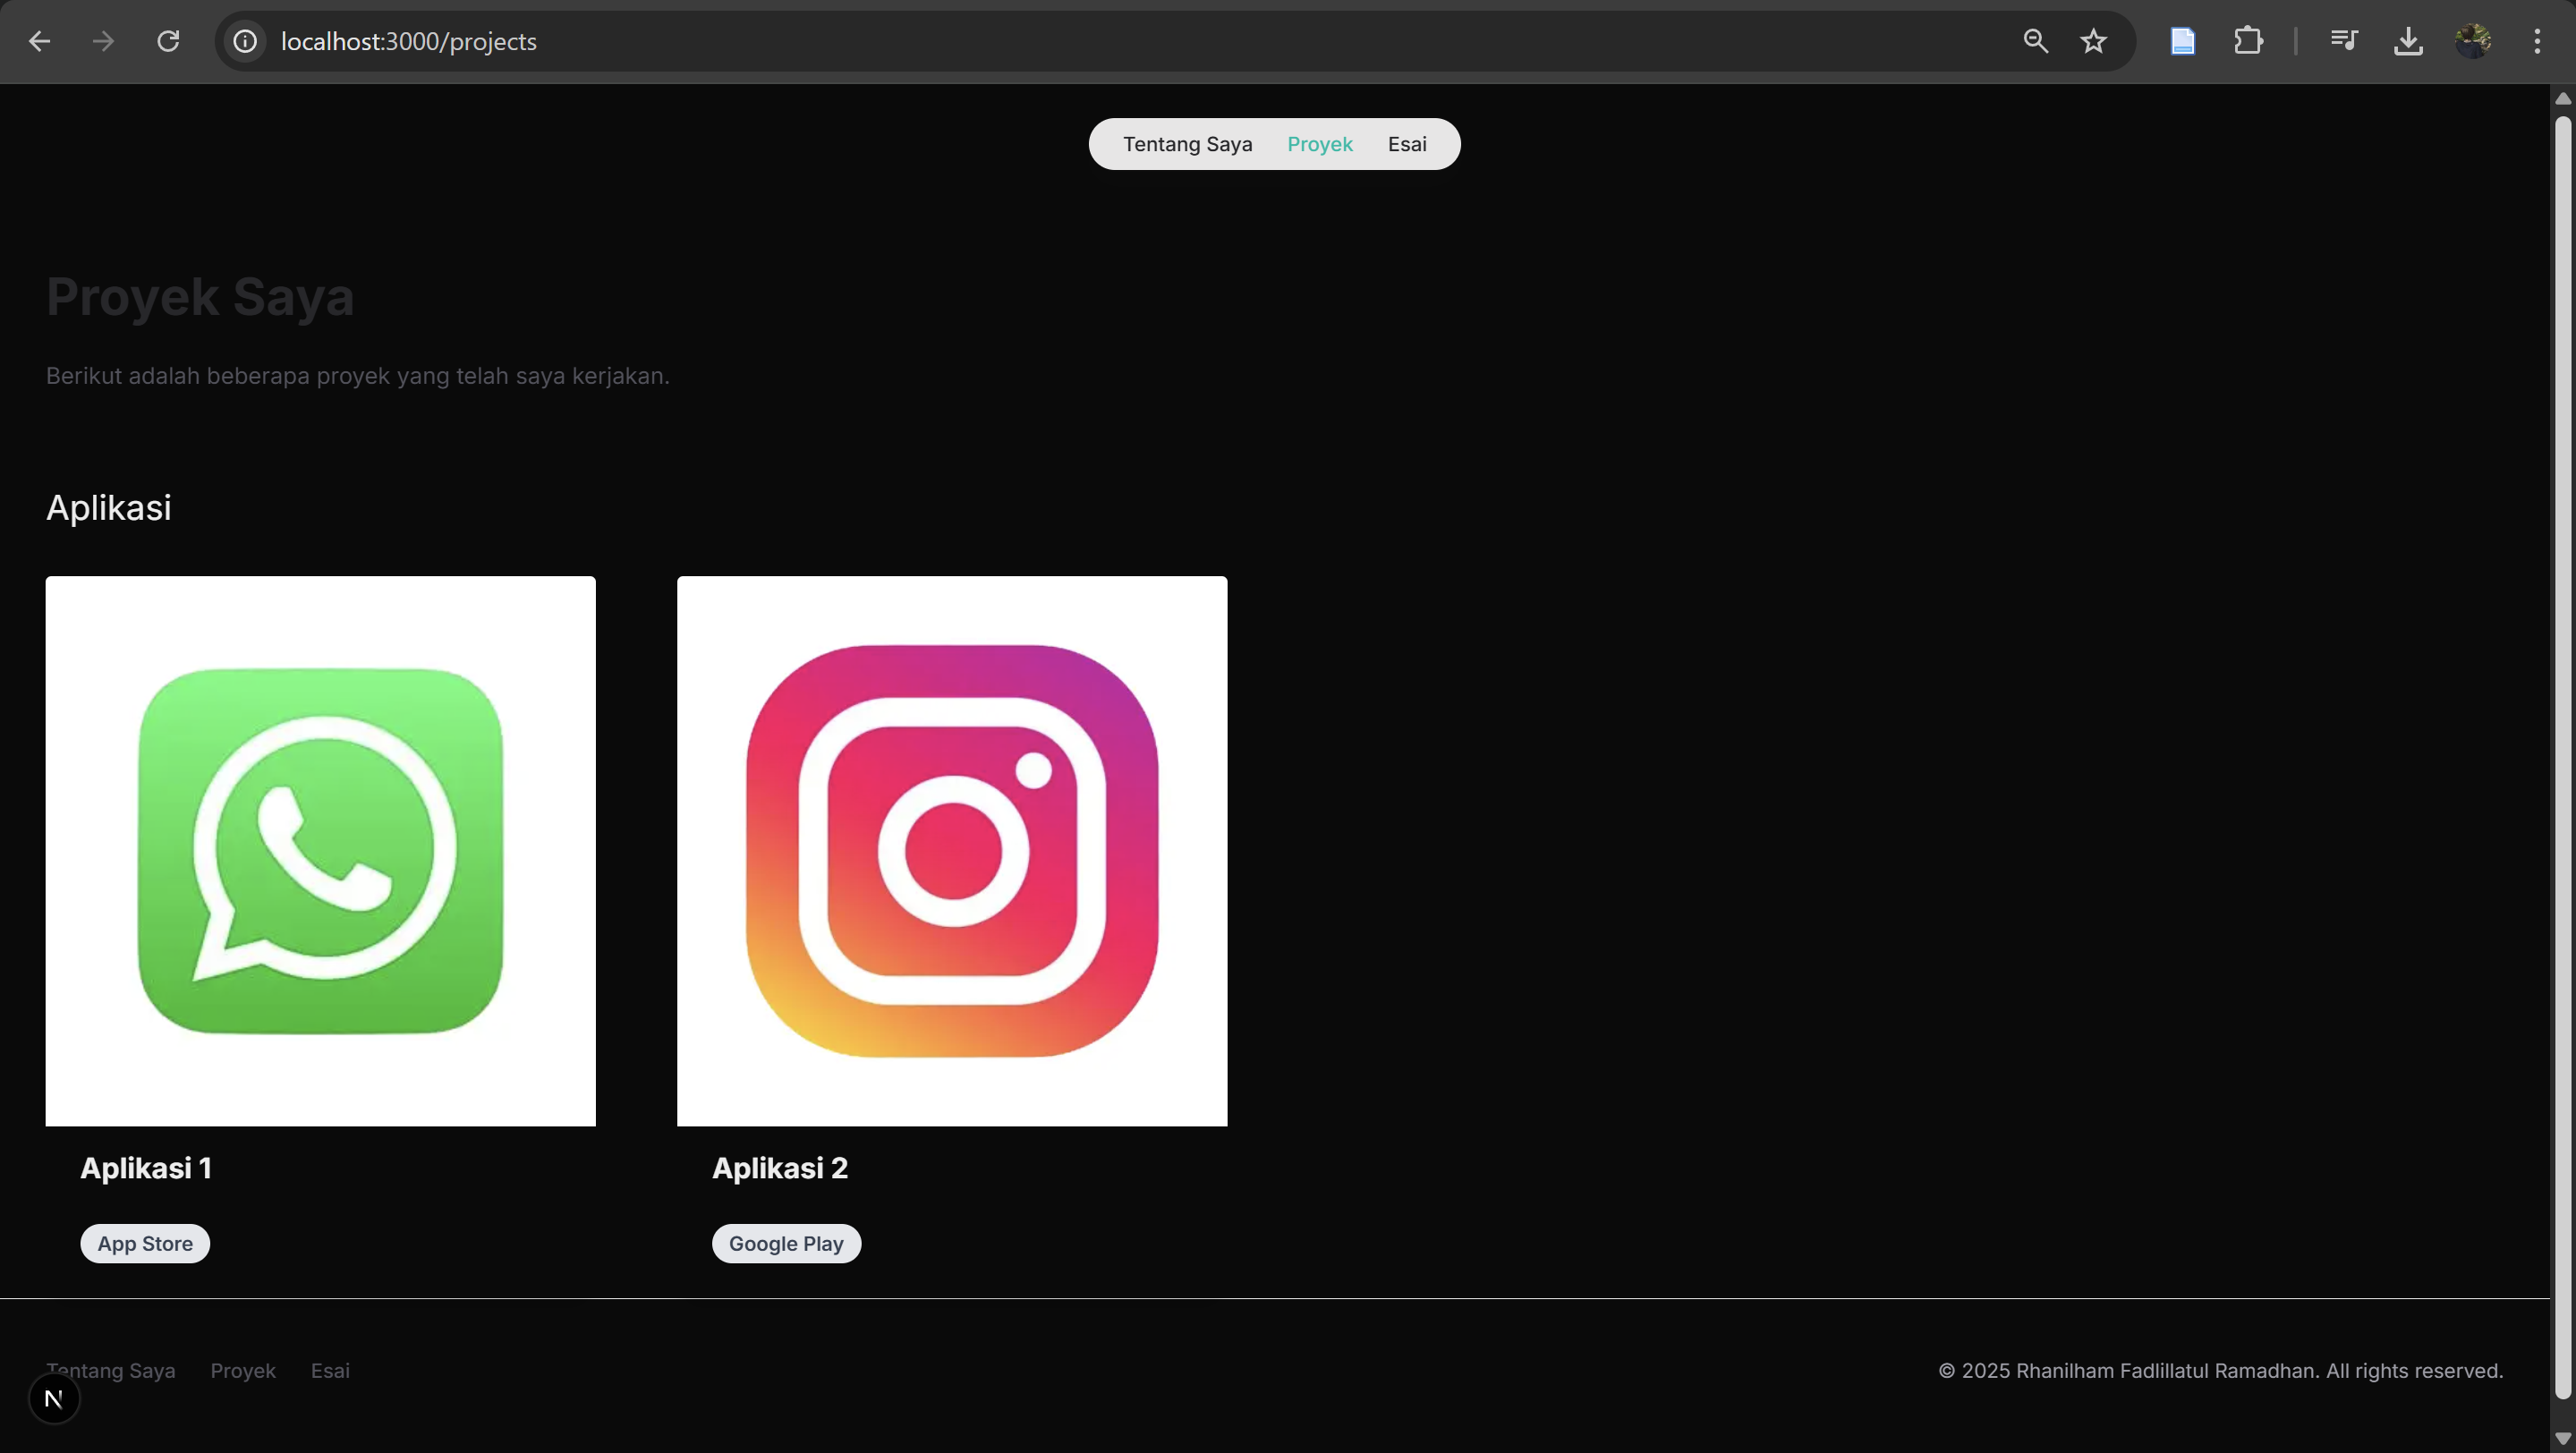 localhost:3000/projects
Tentang Saya Proyek Esai
Proyek Saya
Berikut adalah beberapa proyek yang telah saya kerjakan.
Aplikasi
Aplikasi 1
Aplikasi 2
App Store
Google Play
Tentang Saya Proyek Esai
© 2025 Rhanilham Fadlillatul Ramadhan. All rights reserved.
N